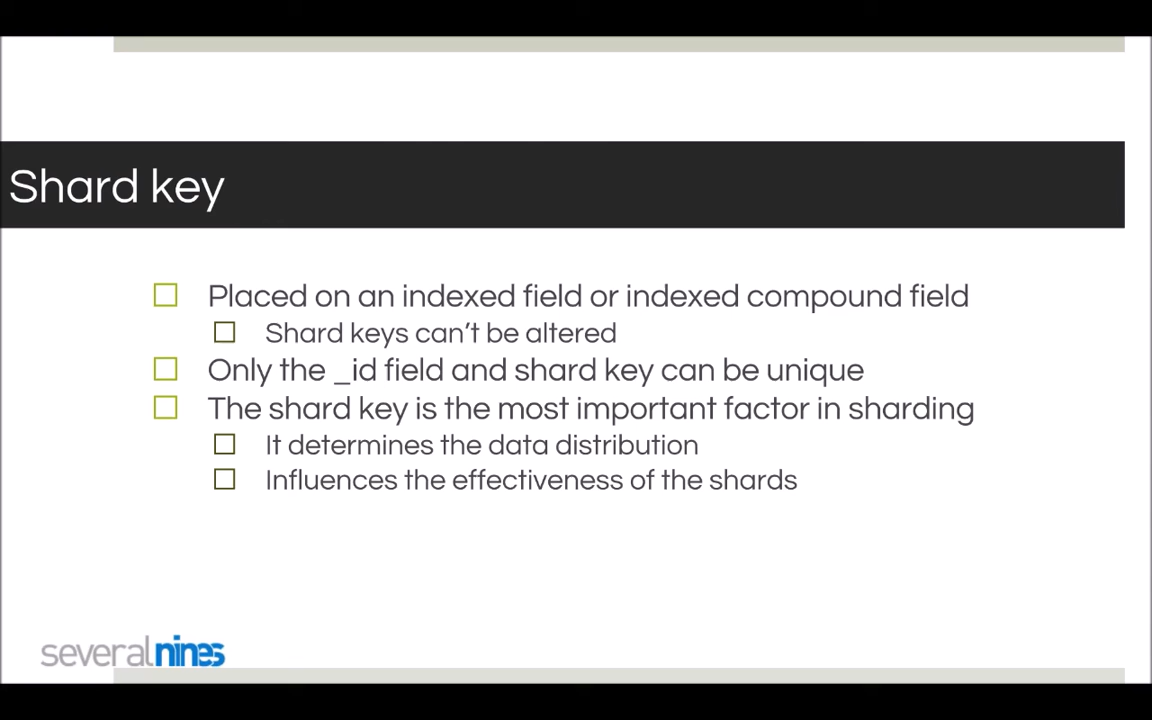 Shard key
Placed on an indexed field or indexed compound field
Shard keys can't be altered
Only the _id field and shard key can be unique
The shard key is the most important factor in sharding
It determines the data distribution
Influences the effectiveness of the shards
severalnines